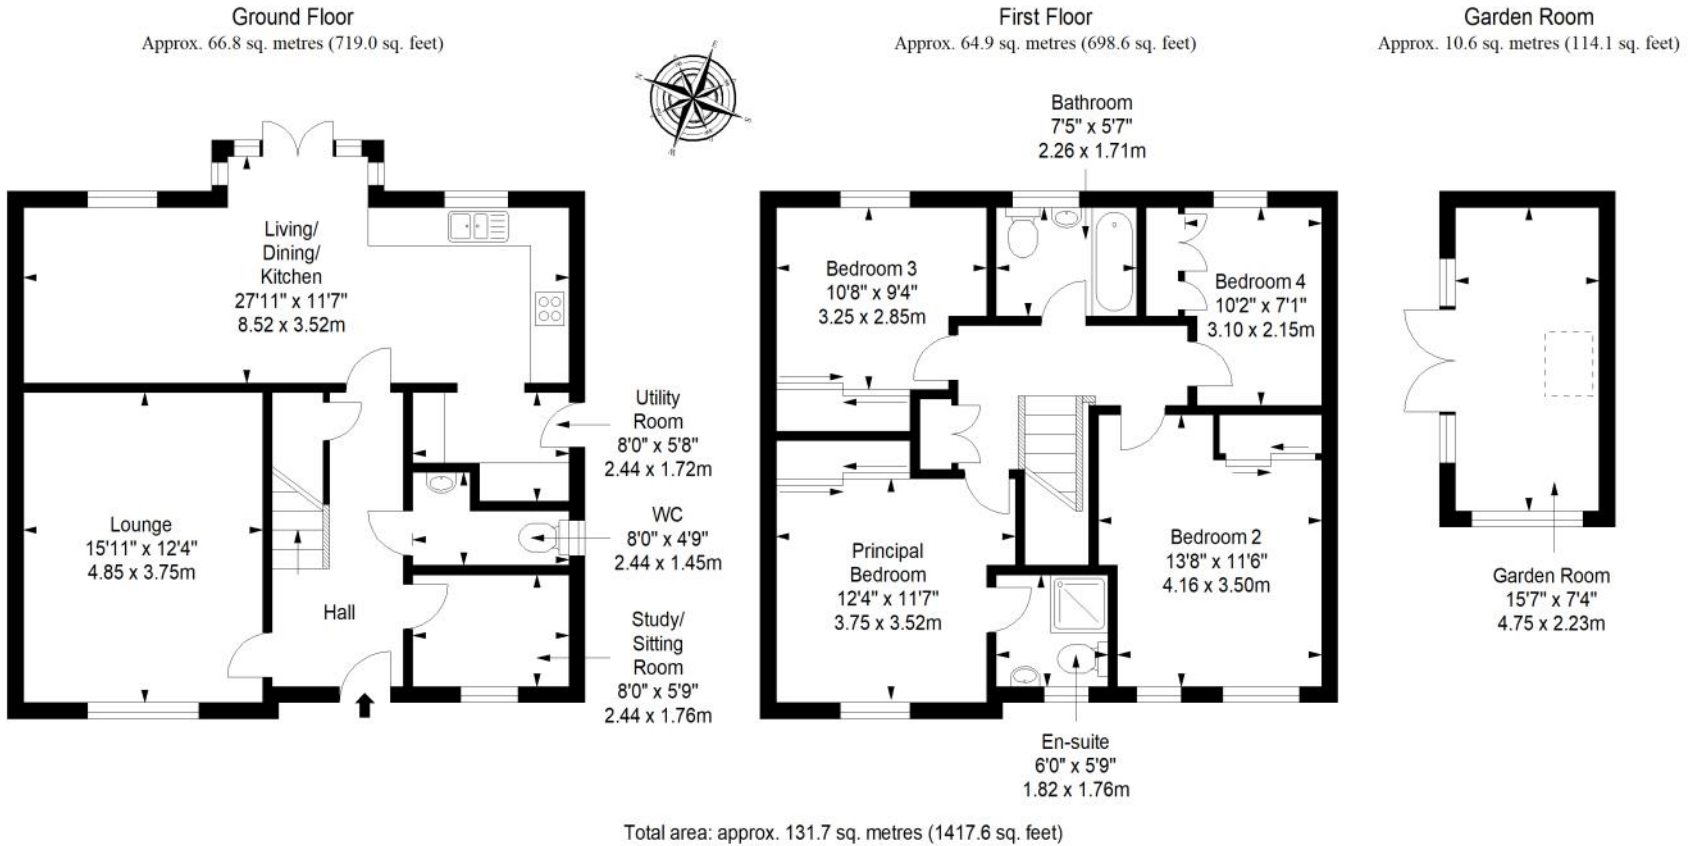 Ground Floor
Approx. 66.8 sq. metres (719.0 sq. feet)
First Floor
Approx. 64.9 sq. metres (698.6 sq. feet)
Garden Room
Approx. 10.6 sq. metres (114.1 sq. feet)
N
E
S
W
Living/
Dining/
Kitchen
27'11" x 11'7"
8.52 x 3.52m
Utility
Room
8'0" x 5'8"
2.44 x 1.72m
Lounge
15'11" x 12'4"
4.85 x 3.75m
WC
8'0" x 4'9"
2.44 x 1.45m
Hall
Study/
Sitting
Room
8'0" x 5'9"
2.44 x 1.76m
Bathroom
7'5" x 5'7"
2.26 x 1.71m
Bedroom 3
10'8" x 9'4"
3.25 x 2.85m
Bedroom 4
10'2" x 7'1"
3.10 x 2.15m
Principal
Bedroom
12'4" x 11'7"
3.75 x 3.52m
Bedroom 2
13'8" x 11'6"
4.16 x 3.50m
En-suite
6'0" x 5'9"
1.82 x 1.76m
Garden Room
15'7" x 7'4"
4.75 x 2.23m
Total area: approx. 131.7 sq. metres (1417.6 sq. feet)